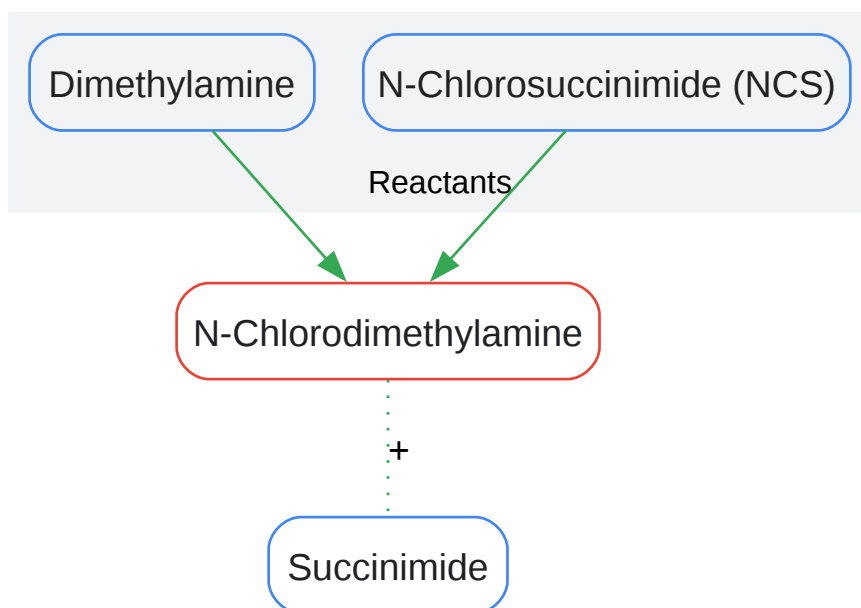 Dimethylamine
N-Chlorosuccinimide (NCS)
Reactants
N-Chlorodimethylamine
+
Succinimide